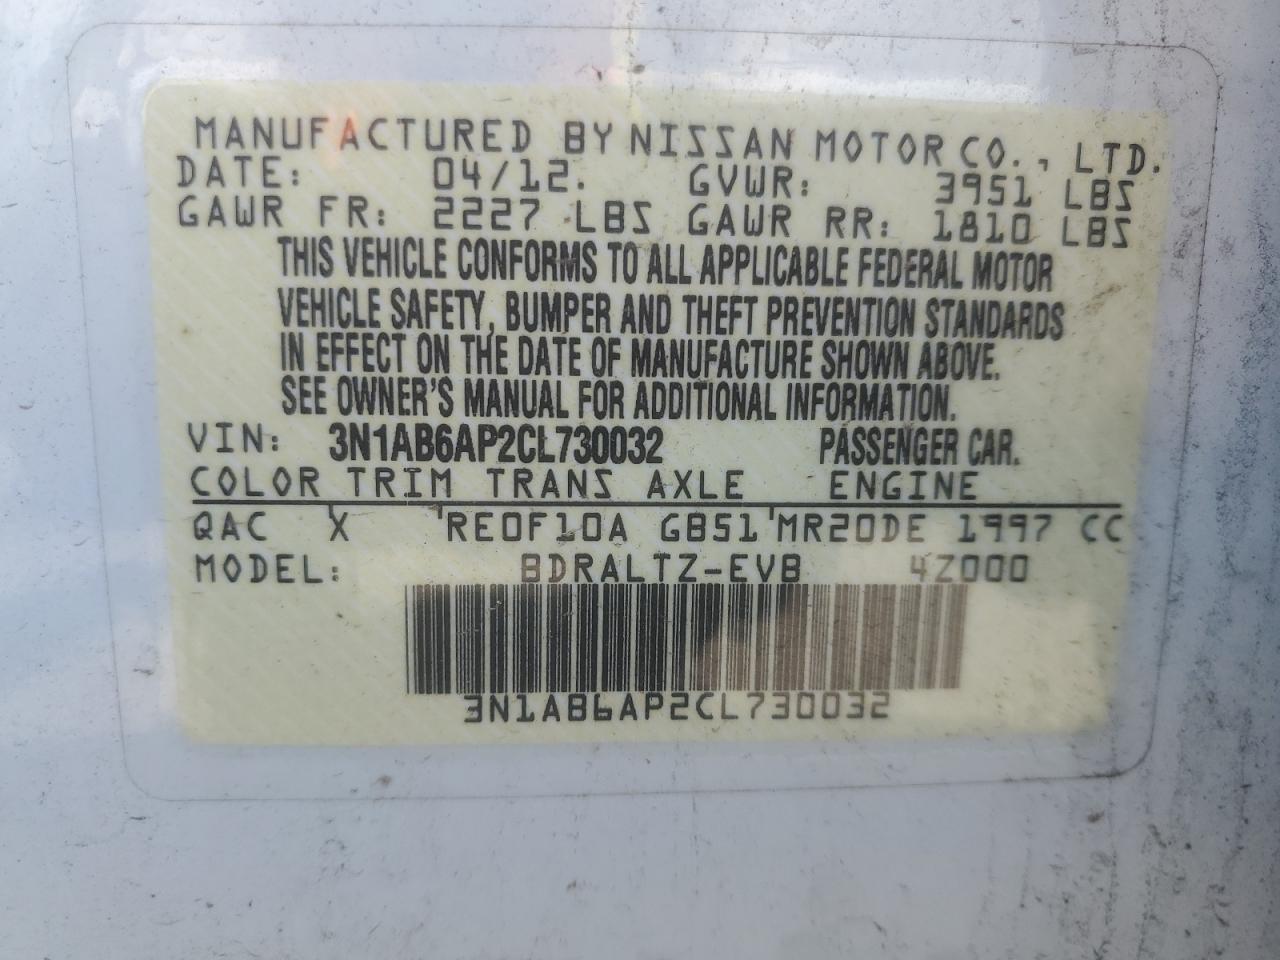 MANUFACTURED BY NISSAN MOTOR CO., LTD.
DATE: 04/12. GVWR: 3951 LBS
GAWR FR: 2227 LBS GAWR RR: 1810 LBS
THIS VEHICLE CONFORMS TO ALL APPLICABLE FEDERAL MOTOR
VEHICLE SAFETY, BUMPER AND THEFT PREVENTION STANDARDS
IN EFFECT ON THE DATE OF MANUFACTURE SHOWN ABOVE.
SEE OWNER'S MANUAL FOR ADDITIONAL INFORMATION.
VIN: 3N1AB6AP2CL730032 PASSENGER CAR.
COLOR TRIM TRANS AXLE ENGINE
QAC X RE0F10A GB51 MR20DE 1997 CC
MODEL: BDRALTZ-EVB 4Z000
3N1AB6AP2CL730032